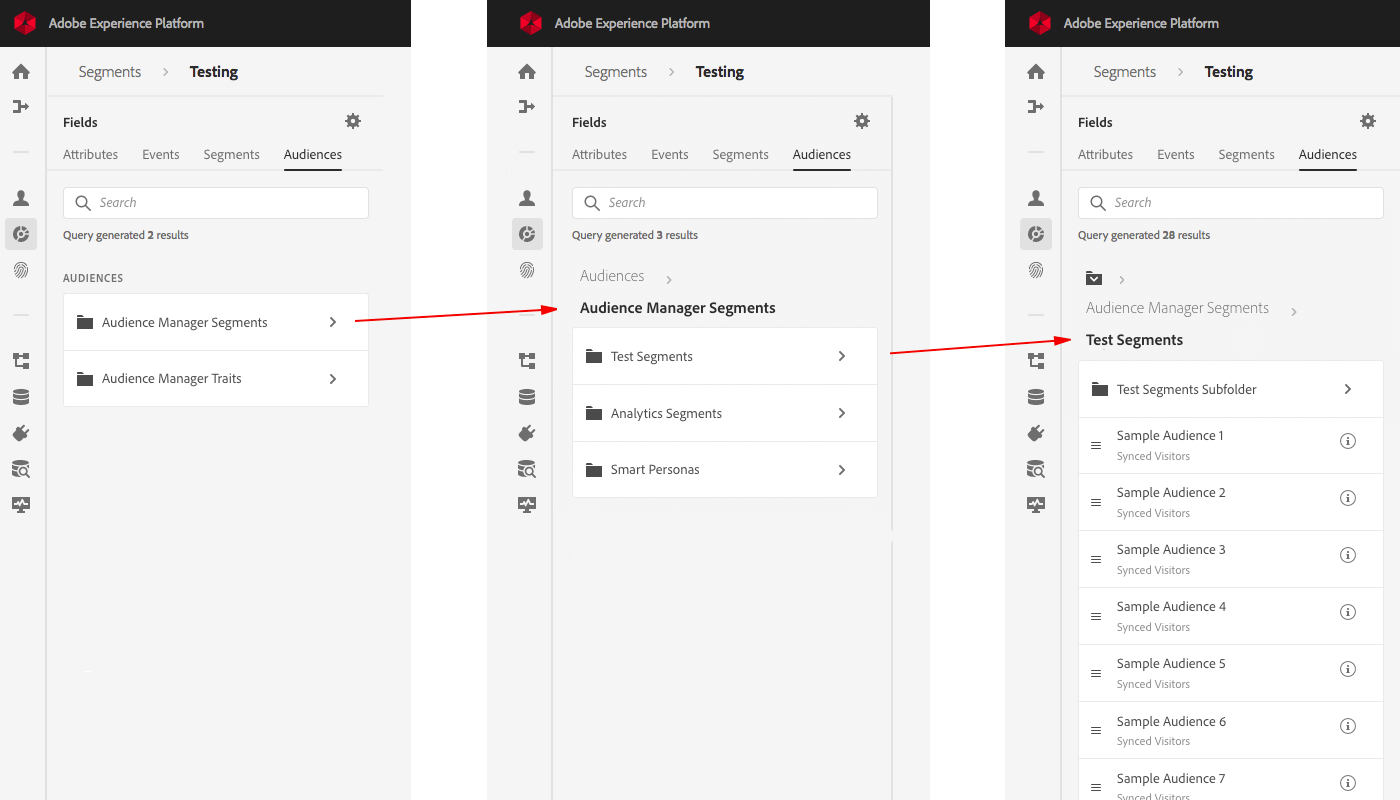 Adobe Experience Platform
Segments > Testing
Fields
Attributes Events Segments Audiences
Search
Query generated 2 results
AUDIENCES
Audience Manager Segments
Audience Manager Traits
Adobe Experience Platform
Segments > Testing
Fields
Attributes Events Segments Audiences
Search
Query generated 3 results
Audiences >
Audience Manager Segments
Test Segments
Analytics Segments
Smart Personas
Adobe Experience Platform
Segments > Testing
Fields
Attributes Events Segments Audiences
Search
Query generated 28 results
Audience Manager Segments >
Test Segments
Test Segments Subfolder
Sample Audience 1
Synced Visitors
Sample Audience 2
Synced Visitors
Sample Audience 3
Synced Visitors
Sample Audience 4
Synced Visitors
Sample Audience 5
Synced Visitors
Sample Audience 6
Synced Visitors
Sample Audience 7
Synced Visitors